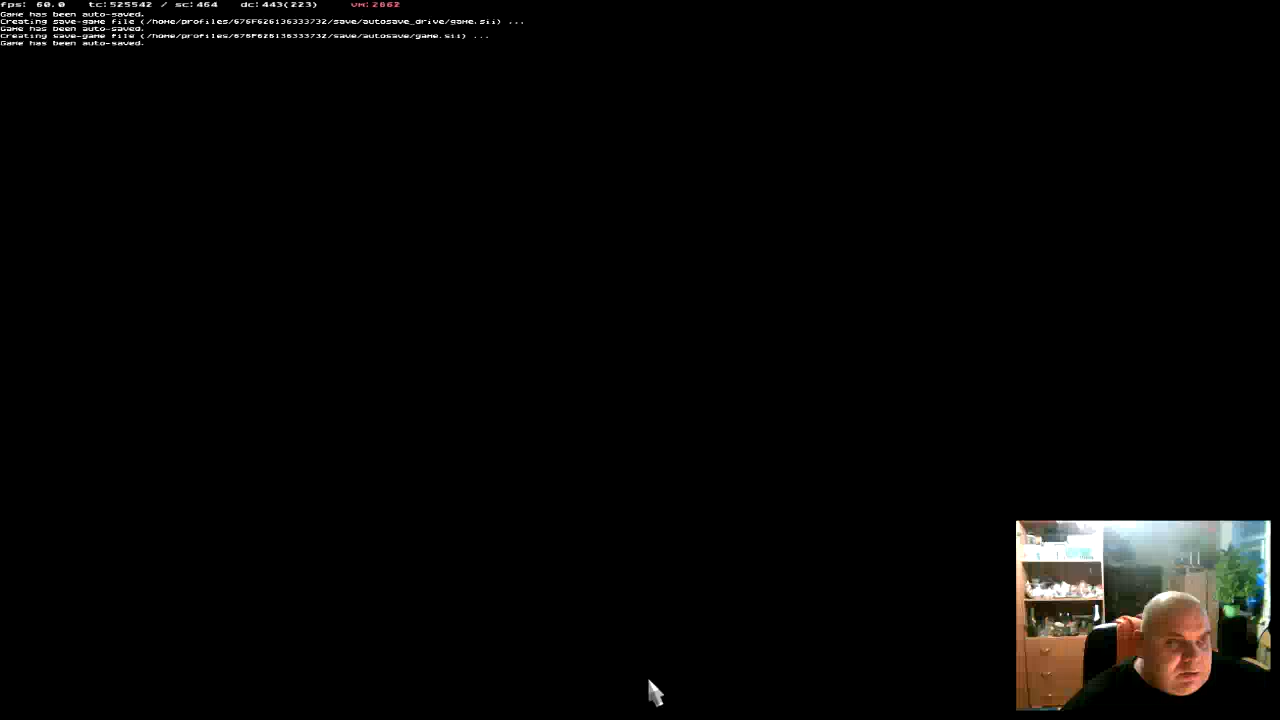 fps: 60.0 tc:525542 / sc:464 dc:443(223) vm:2862
Game has been auto-saved.
Creating save-game file (/home/profiles/676F626136333732/save/autosave_drive/game.sii) ...
Game has been auto-saved.
Creating save-game file (/home/profiles/676F626136333732/save/autosave/game.sii) ...
Game has been auto-saved.